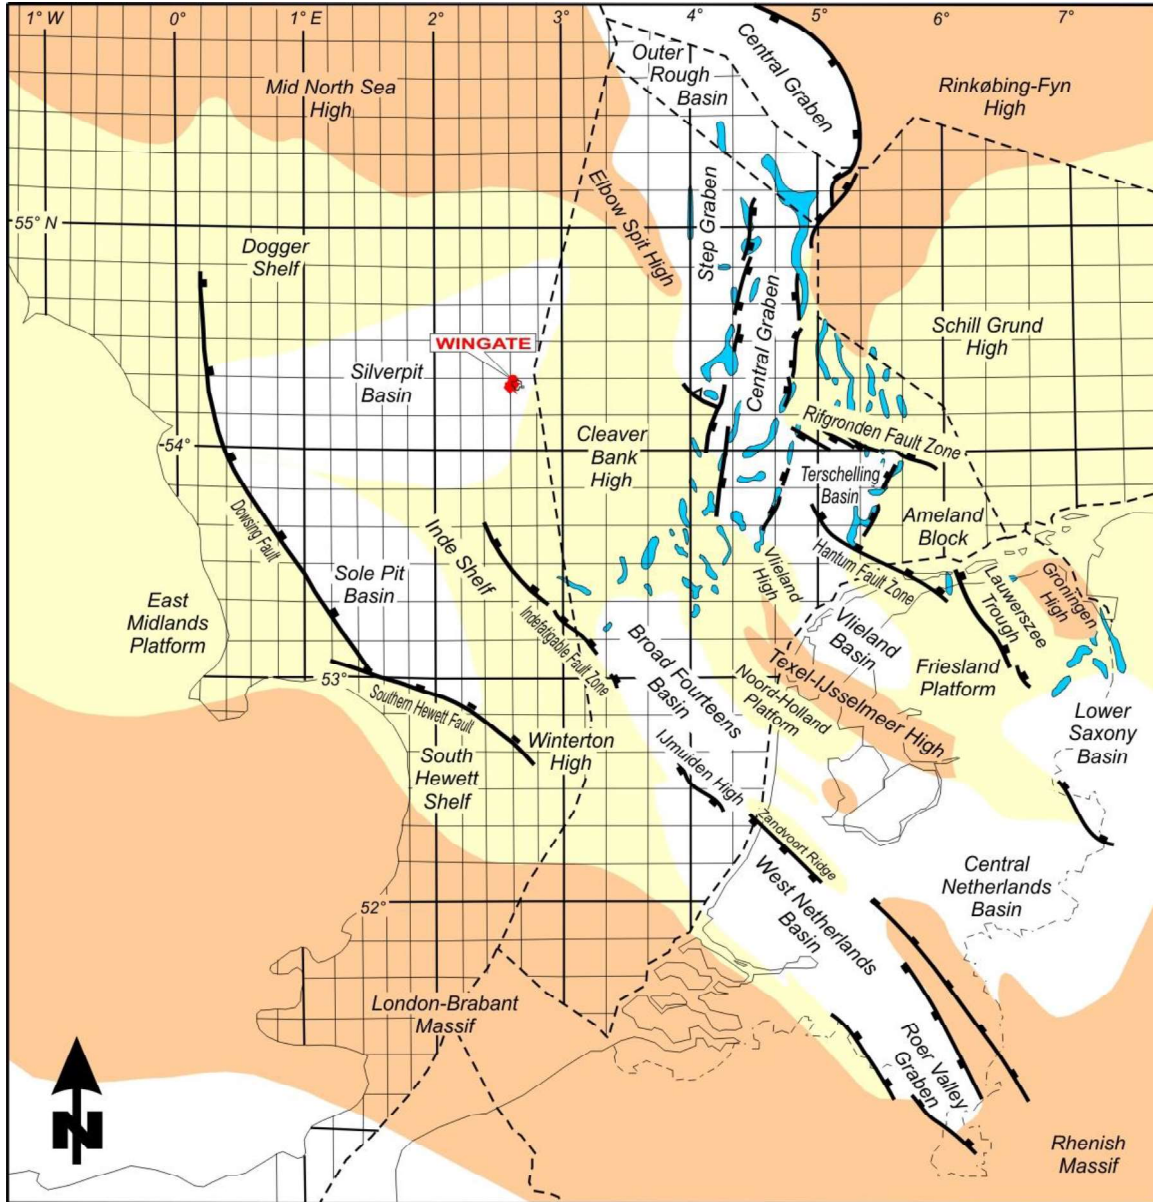 1° W
0°
1° E
2°
3°
4°
5°
6°
7°
Mid North Sea
High
Outer
Rough
Basin
Central Graben
Rinkøbing-Fyn
High
Elbow Spit High
Step Graben
55° N
Dogger
Shelf
WINGATE
Silverpit
Basin
Central Graben
Schill Grund
High
54°
Cleaver
Bank
High
Rifgronden Fault Zone
Terschelling
Basin
Ameland
Block
Dowsing Fault
Inde Shelf
Sole Pit
Basin
Vlieland
High
Hantum Fault Zone
Lauwerszee
Trough
Groningen
High
East
Midlands
Platform
Indefatigable Fault Zone
Broad Fourteens
Basin
Vlieland
Basin
Friesland
Platform
Texel-IJsselmeer High
Noord-Holland
Platform
53°
Southern Hewett Fault
Winterton
High
South
Hewett
Shelf
IJmuiden High
Lower
Saxony
Basin
Zandvoort Ridge
West Netherlands
Basin
Central
Netherlands
Basin
52°
London-Brabant
Massif
Roer Valley
Graben
Rhenish
Massif
N